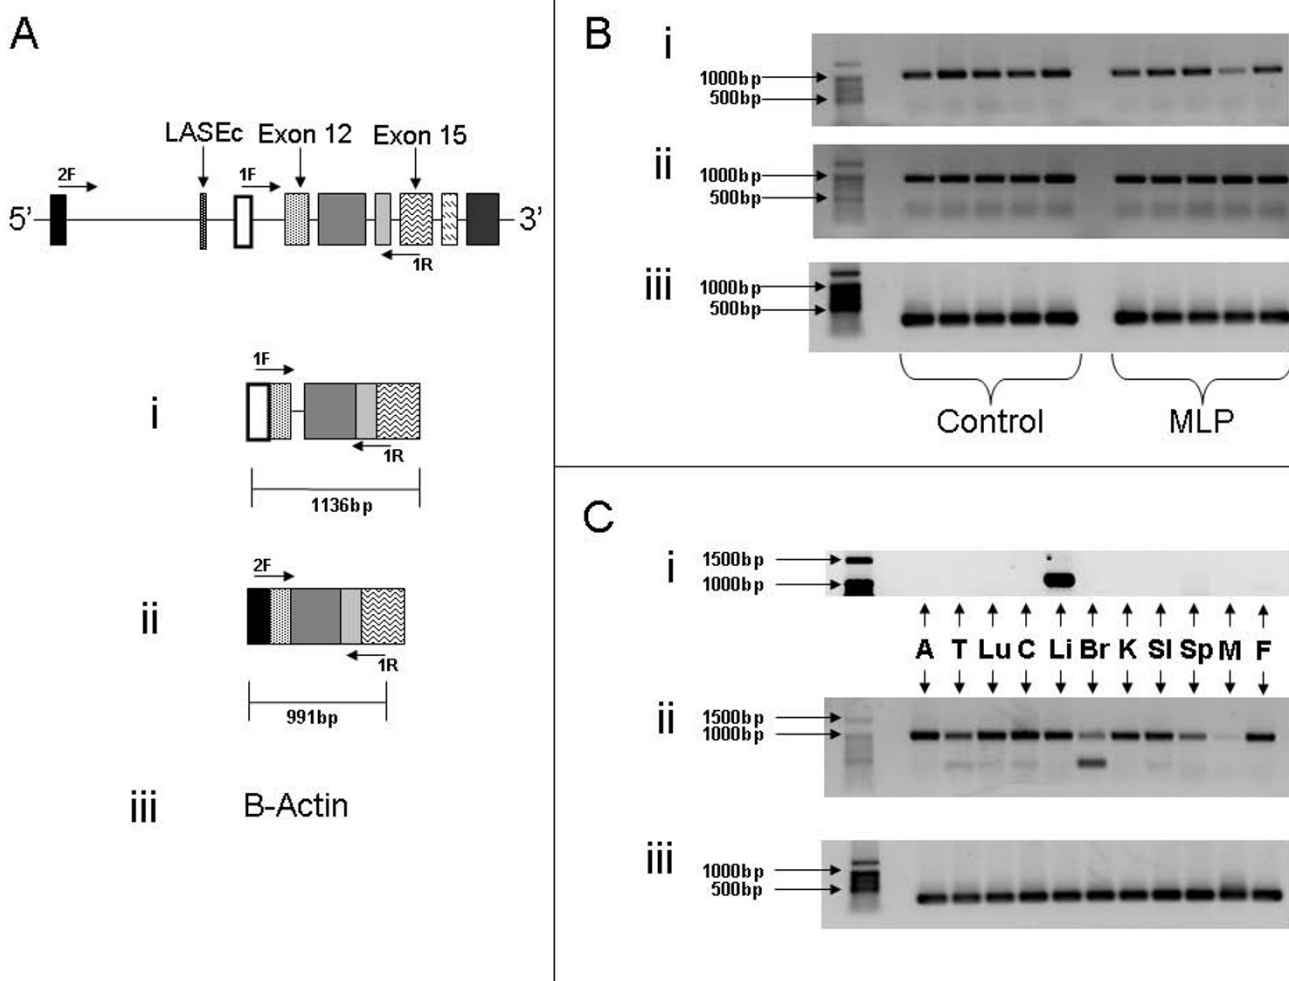 A
LASEc Exon 12 Exon 15
2F 1F
5' 3'
1R
i
1F
1R
1136bp
ii
2F
1R
991bp
iii B-Actin
B
i
1000bp
500bp
ii
1000bp
500bp
iii
1000bp
500bp
Control MLP
C
i
1500bp
1000bp
A T Lu C Li Br K Sl Sp M F
ii
1500bp
1000bp
iii
1000bp
500bp